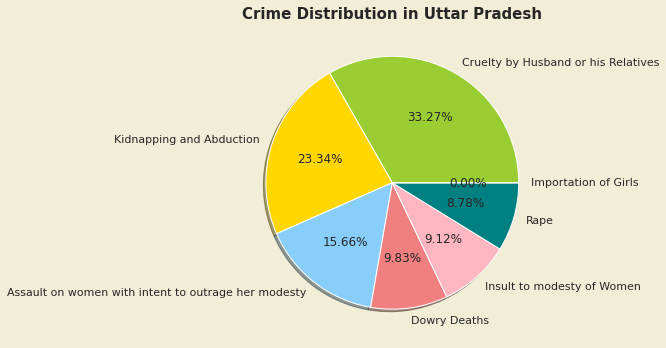 Crime Distribution in Uttar Pradesh
Cruelty by Husband or his Relatives
33.27%
Kidnapping and Abduction
23.34%
0.00%
Importation of Girls
8.78%
Rape
15.66%
9.12%
9.83%
Insult to modesty of Women
Assault on women with intent to outrage her modesty
Dowry Deaths